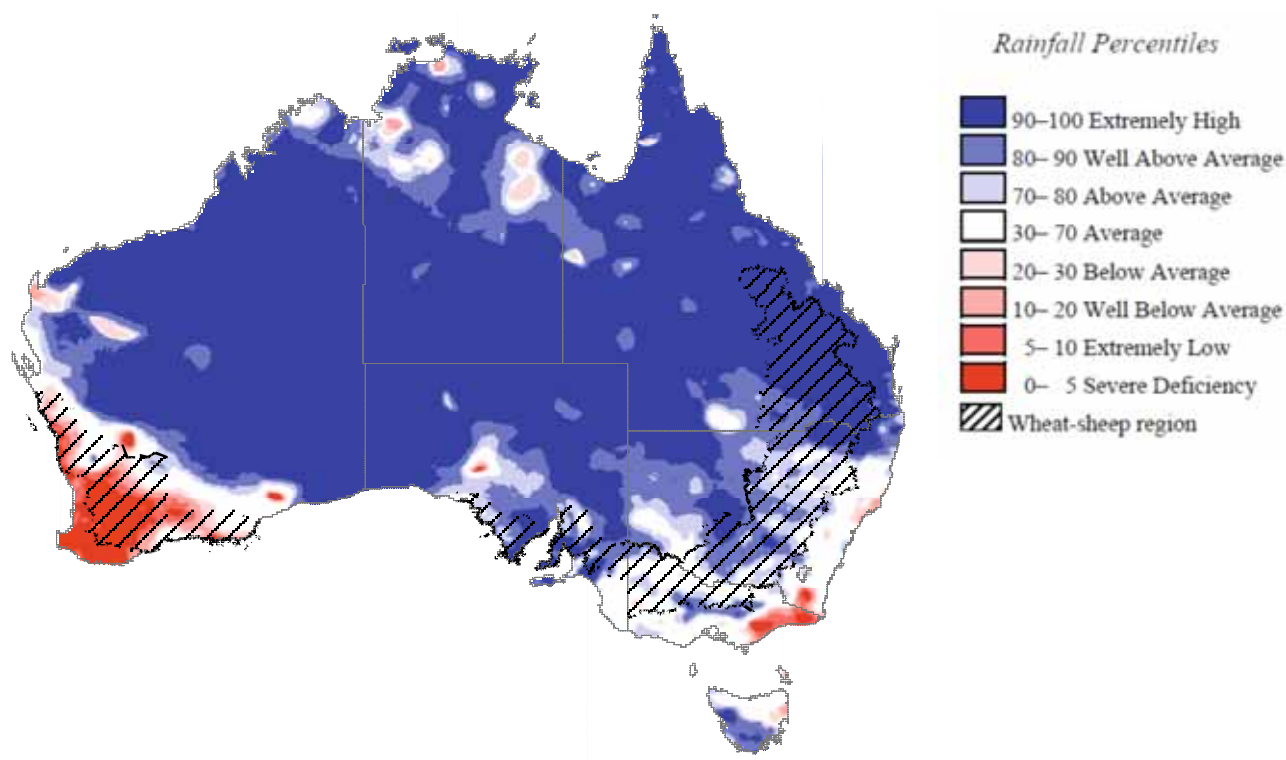 Rainfall Percentiles
90–100 Extremely High
80– 90 Well Above Average
70– 80 Above Average
30– 70 Average
20– 30 Below Average
10– 20 Well Below Average
5– 10 Extremely Low
0– 5 Severe Deficiency
Wheat-sheep region